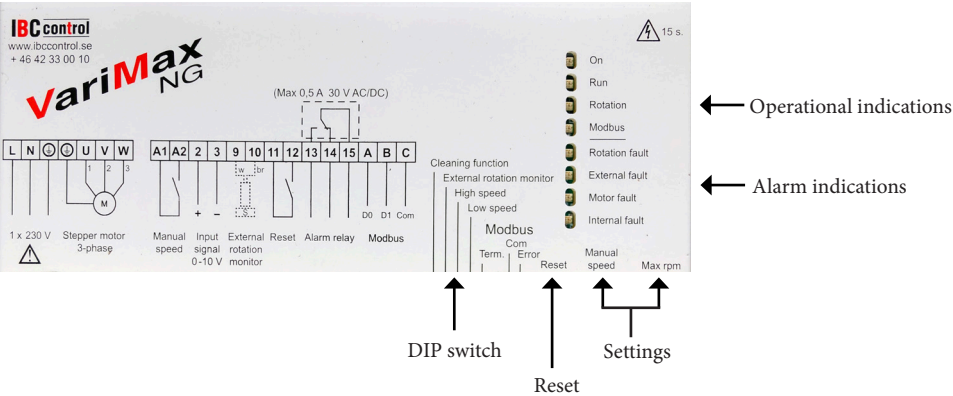 IBC control
www.ibccontrol.se
+ 46 42 33 00 10
VariMax
NG
15 s.
(Max 0,5 A 30 V AC/DC)
On
Run
Rotation
Modbus
Rotation fault
External fault
Motor fault
Internal fault
Operational indications
Alarm indications
L N U V W A1 A2 2 3 9 10 11 12 13 14 15 A B C
1 2 3
M
w br
S
+ −
D0 D1 Com
1 x 230 V
Stepper motor
3-phase
Manual
speed
Input
signal
0-10 V
External
rotation
monitor
Reset
Alarm relay
Modbus
Cleaning function
External rotation monitor
High speed
Low speed
Modbus
Com
Term. Error
Reset
Manual
speed
Max rpm
DIP switch
Settings
Reset